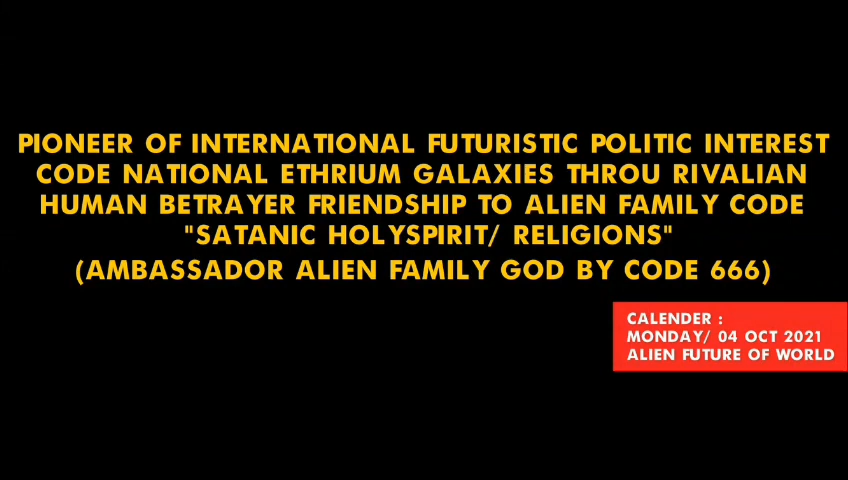 PIONEER OF INTERNATIONAL FUTURISTIC POLITIC INTEREST
CODE NATIONAL ETHRIUM GALAXIES THROU RIVALIAN
HUMAN BETRAYER FRIENDSHIP TO ALIEN FAMILY CODE
"SATANIC HOLYSPIRIT/ RELIGIONS"
(AMBASSADOR ALIEN FAMILY GOD BY CODE 666)
CALENDER :
MONDAY/ 04 OCT 2021
ALIEN FUTURE OF WORLD